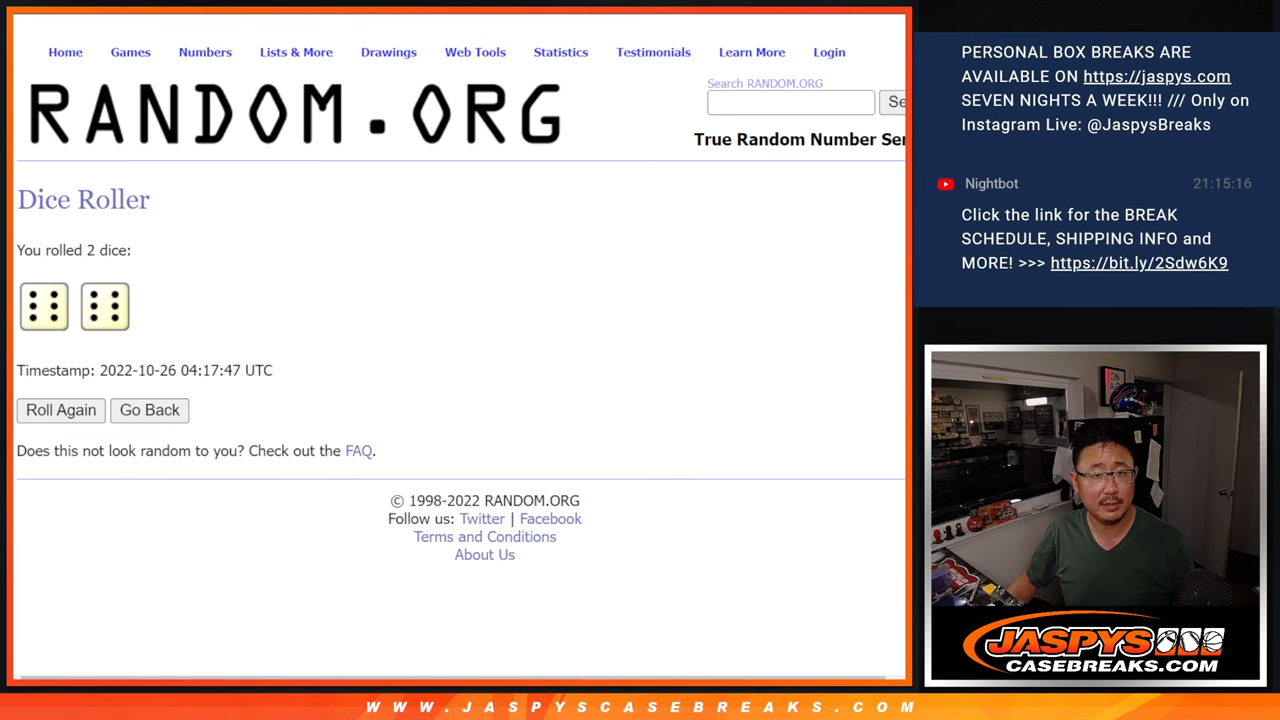 Home Games Numbers Lists & More Drawings Web Tools Statistics Testimonials Learn More Login
RANDOM.ORG
Search RANDOM.ORG
Se
True Random Number Ser
Dice Roller
You rolled 2 dice:
Timestamp: 2022-10-26 04:17:47 UTC
Roll Again Go Back
Does this not look random to you? Check out the FAQ.
© 1998-2022 RANDOM.ORG
Follow us: Twitter | Facebook
Terms and Conditions
About Us
PERSONAL BOX BREAKS ARE
AVAILABLE ON https://jaspys.com
SEVEN NIGHTS A WEEK!!! /// Only on
Instagram Live: @JaspysBreaks
Nightbot 21:15:16
Click the link for the BREAK
SCHEDULE, SHIPPING INFO and
MORE! >>> https://bit.ly/2Sdw6K9
JASPYS
CASEBREAKS.COM
WWW.JASPYSCASEBREAKS.COM